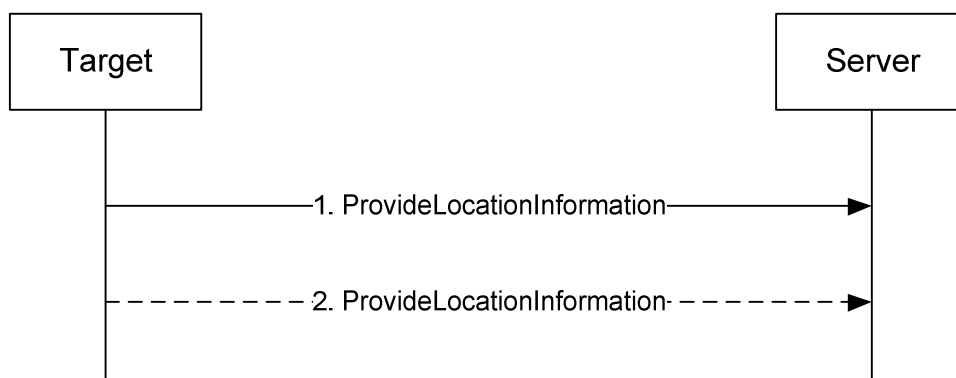 Target
Server
1. ProvideLocationInformation
2. ProvideLocationInformation